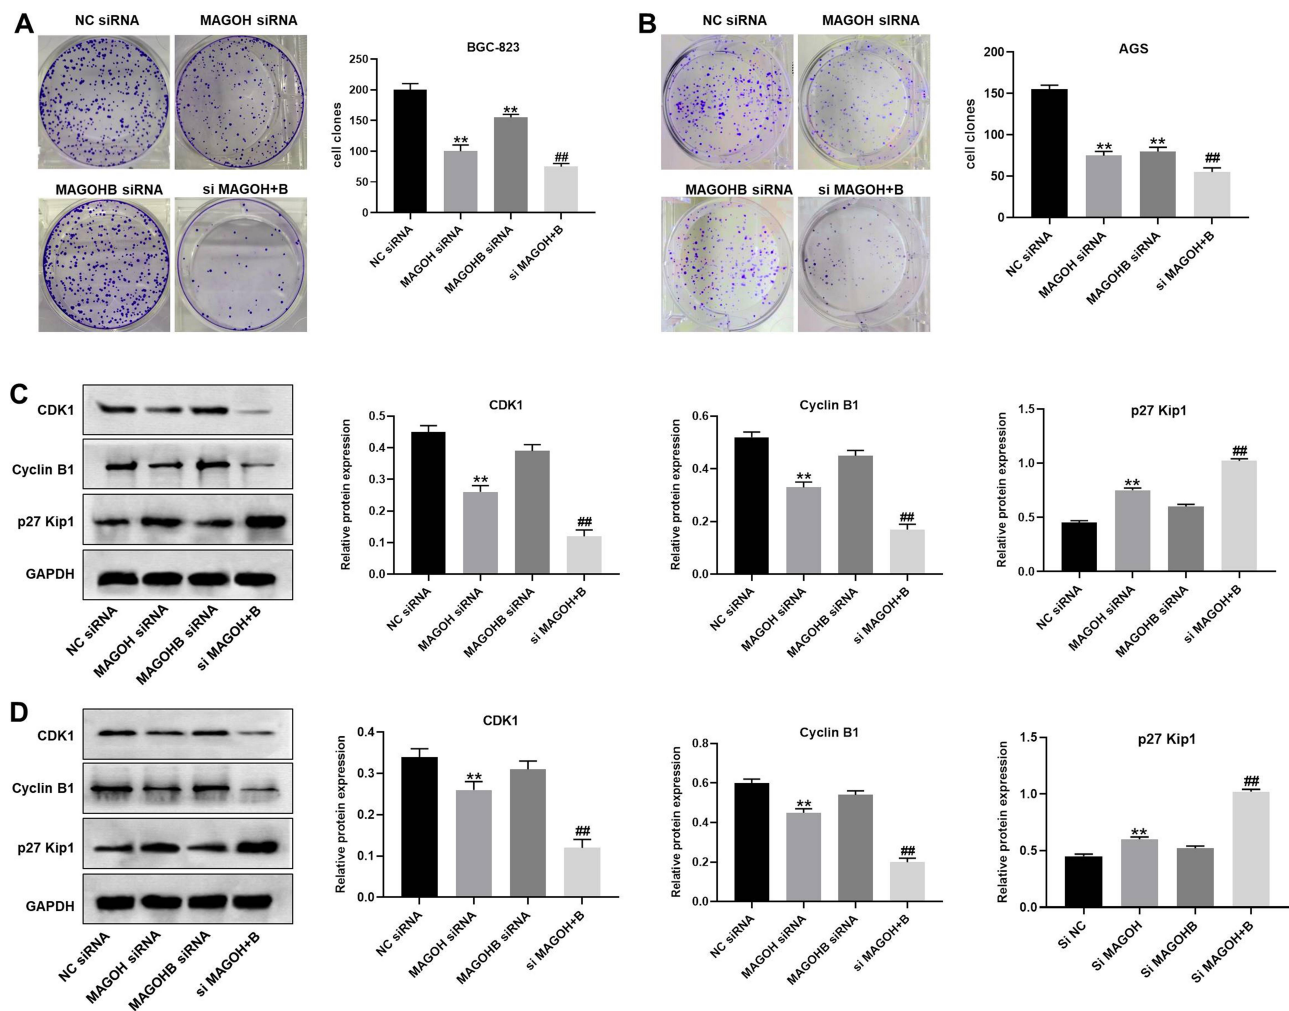 A
NC siRNA
MAGOH siRNA
MAGOHB siRNA
si MAGOH+B
BGC-823
cell clones
250
200
150
100
50
0
**
**
##
NC siRNA
MAGOH siRNA
MAGOHB siRNA
si MAGOH+B
B
NC siRNA
MAGOH siRNA
MAGOHB siRNA
si MAGOH+B
AGS
cell clones
200
150
100
50
0
**
**
##
NC siRNA
MAGOH siRNA
MAGOHB siRNA
si MAGOH+B
C
CDK1
Cyclin B1
p27 Kip1
GAPDH
NC siRNA
MAGOH siRNA
MAGOHB siRNA
si MAGOH+B
CDK1
Relative protein expression
0.5
0.4
0.3
0.2
0.1
0.0
**
##
NC siRNA
MAGOH siRNA
MAGOHB siRNA
si MAGOH+B
Cyclin B1
Relative protein expression
0.6
0.4
0.2
0.0
**
##
NC siRNA
MAGOH siRNA
MAGOHB siRNA
si MAGOH+B
p27 Kip1
Relative protein expression
1.5
1.0
0.5
0.0
**
##
NC siRNA
MAGOH siRNA
MAGOHB siRNA
si MAGOH+B
D
CDK1
Cyclin B1
p27 Kip1
GAPDH
NC siRNA
MAGOH siRNA
MAGOHB siRNA
si MAGOH+B
CDK1
Relative protein expression
0.4
0.3
0.2
0.1
0.0
**
##
NC siRNA
MAGOH siRNA
MAGOHB siRNA
si MAGOH+B
Cyclin B1
Relative protein expression
0.8
0.6
0.4
0.2
0.0
**
##
NC siRNA
MAGOH siRNA
MAGOHB siRNA
si MAGOH+B
p27 Kip1
Relative protein expression
1.5
1.0
0.5
0.0
**
##
Si NC
Si MAGOH
Si MAGOHB
Si MAGOH+B